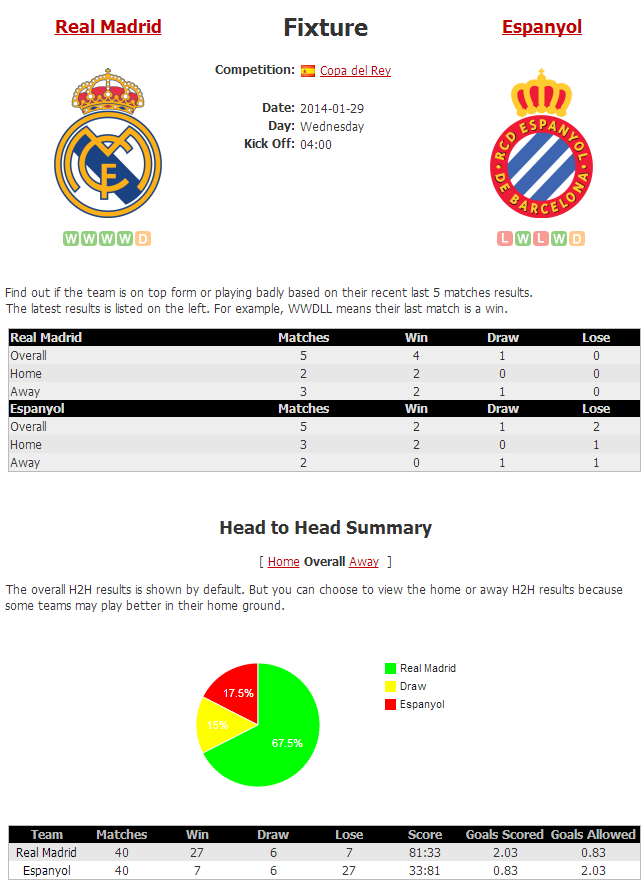 Real Madrid
Fixture
Espanyol
Competition: Copa del Rey
Date: 2014-01-29
Day: Wednesday
Kick Off: 04:00
RCD ESPANYOL
DE BARCELONA
W W W W D
L W L W D
Find out if the team is on top form or playing badly based on their recent last 5 matches results.
The latest results is listed on the left. For example, WWDLL means their last match is a win.
Real Madrid Matches Win Draw Lose
Overall 5 4 1 0
Home 2 2 0 0
Away 3 2 1 0
Espanyol Matches Win Draw Lose
Overall 5 2 1 2
Home 3 2 0 1
Away 2 0 1 1
Head to Head Summary
[ Home Overall Away ]
The overall H2H results is shown by default. But you can choose to view the home or away H2H results because
some teams may play better in their home ground.
Real Madrid
Draw
Espanyol
17.5%
15%
67.5%
Team Matches Win Draw Lose Score Goals Scored Goals Allowed
Real Madrid 40 27 6 7 81:33 2.03 0.83
Espanyol 40 7 6 27 33:81 0.83 2.03